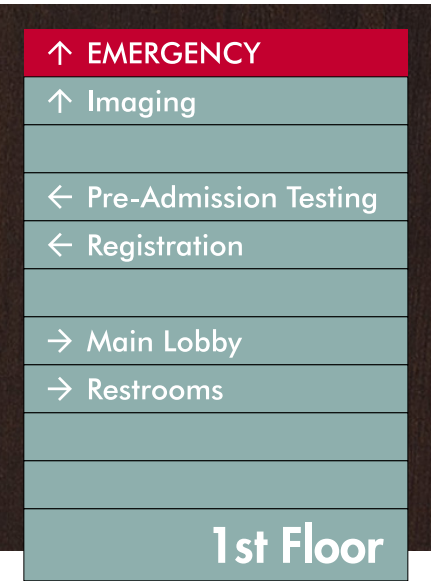 ↑ EMERGENCY
↑ Imaging
← Pre-Admission Testing
← Registration
→ Main Lobby
→ Restrooms
1st Floor